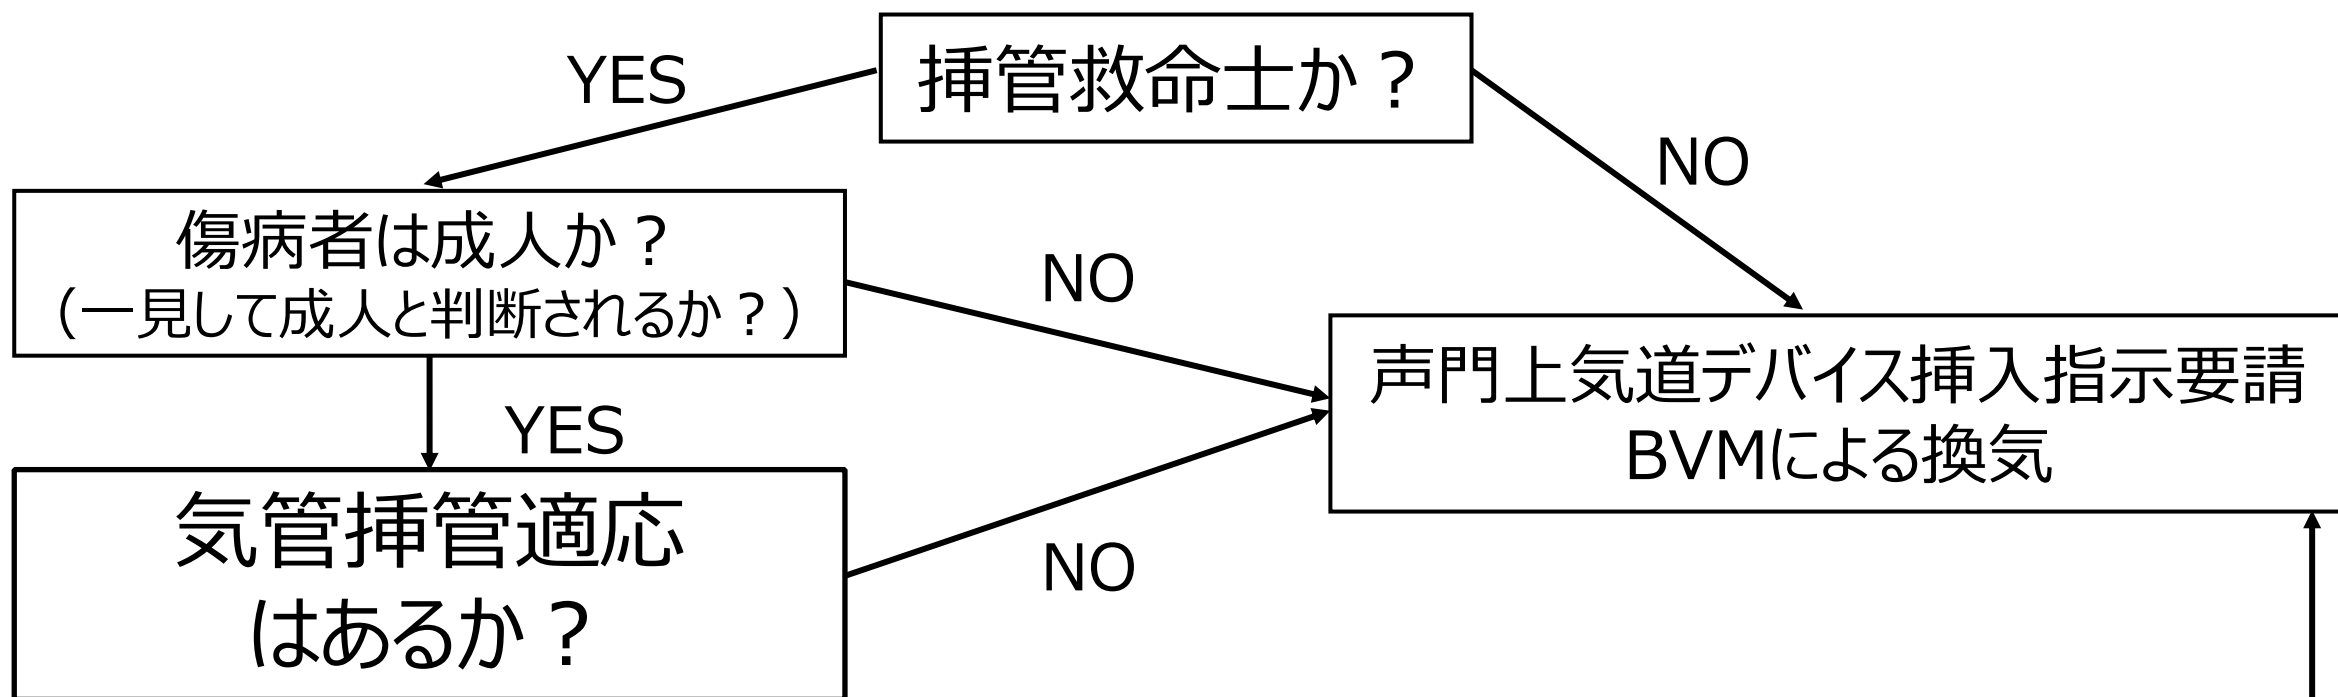 挿管救命士か？
YES
NO
傷病者は成人か？
（一見して成人と判断されるか？）
NO
声門上気道デバイス挿入指示要請
BVMによる換気
YES
気管挿管適応
はあるか？
NO